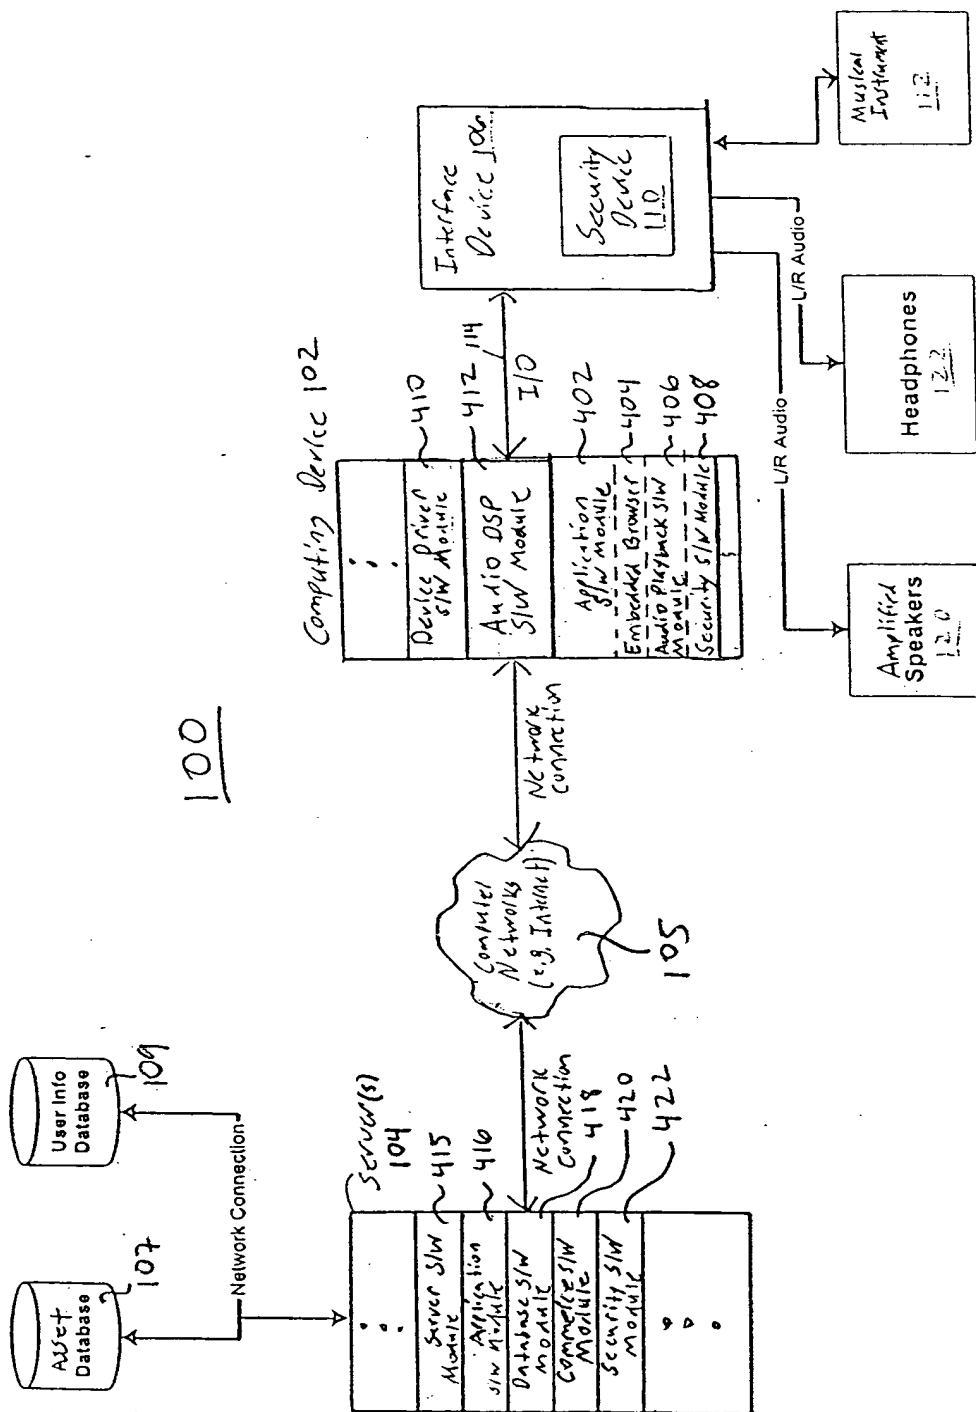 100
Asset
Database
107
User Info
Database
109
Network Connection
Server(s)
104
Server S/W
Module
415
Application
S/W Module
416
Database S/W
Module
418
Commerce S/W
Module
420
Security S/W
Module
422
Network
Connection
Computer
Networks
(e.g. Internet)
105
Network
Connection
Computing Device 102
Device Driver
S/W Module
410
Audio DSP
S/W Module
412
Application
S/W Module
402
Embedded Browser
404
Audio Playback S/W
Module
406
Security S/W Module
408
114
I/O
Interface
Device 106
Security
Device
110
L/R Audio
L/R Audio
Amplified
Speakers
120
Headphones
122
Musical
Instrument
112